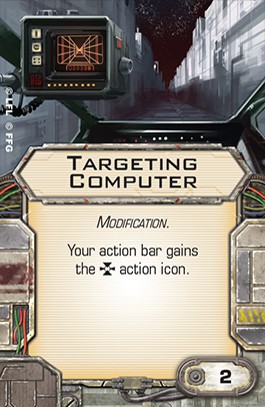 © LFL © FFG
TARGETING
COMPUTER
MODIFICATION.
Your action bar gains
the action icon.
2